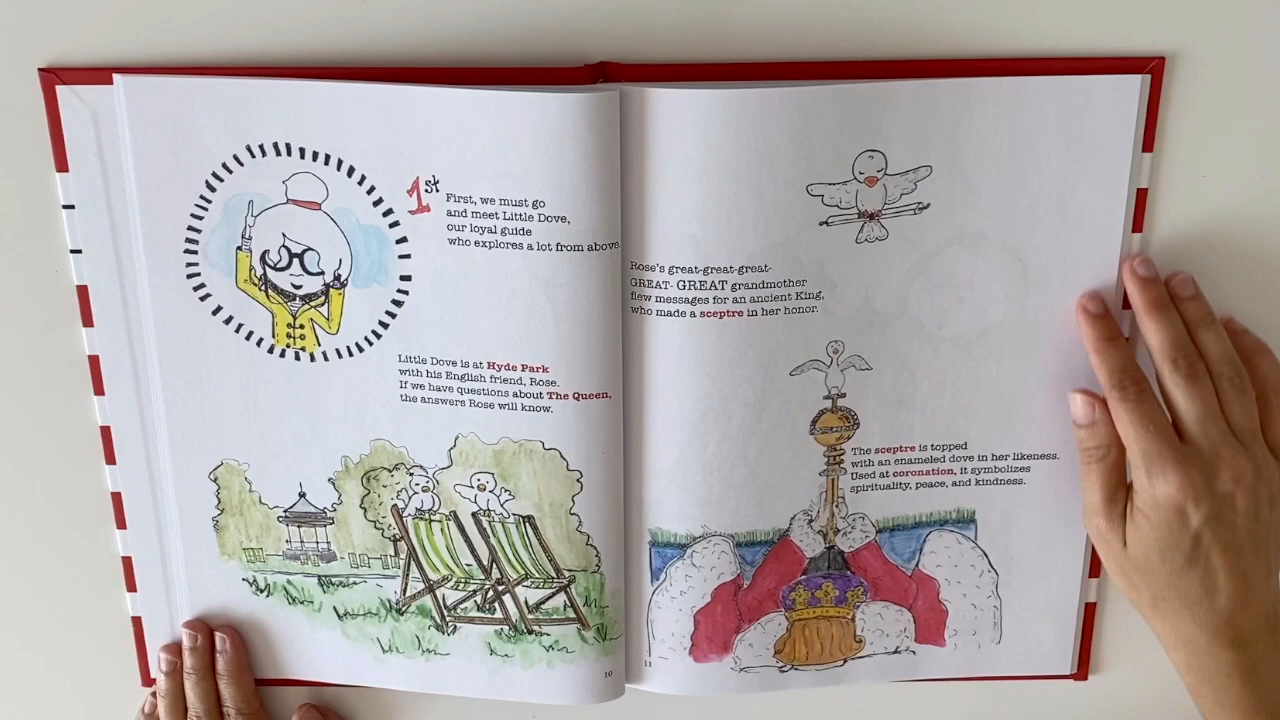 1st
First, we must go
and meet Little Dove,
our loyal guide
who explores a lot from above.
Little Dove is at Hyde Park
with his English friend, Rose.
If we have questions about The Queen,
the answers Rose will know.
10
Rose's great-great-great-
GREAT- GREAT grandmother
flew messages for an ancient King,
who made a sceptre in her honor.
The sceptre is topped
with an enameled dove in her likeness.
Used at coronation, it symbolizes
spirituality, peace, and kindness.
11